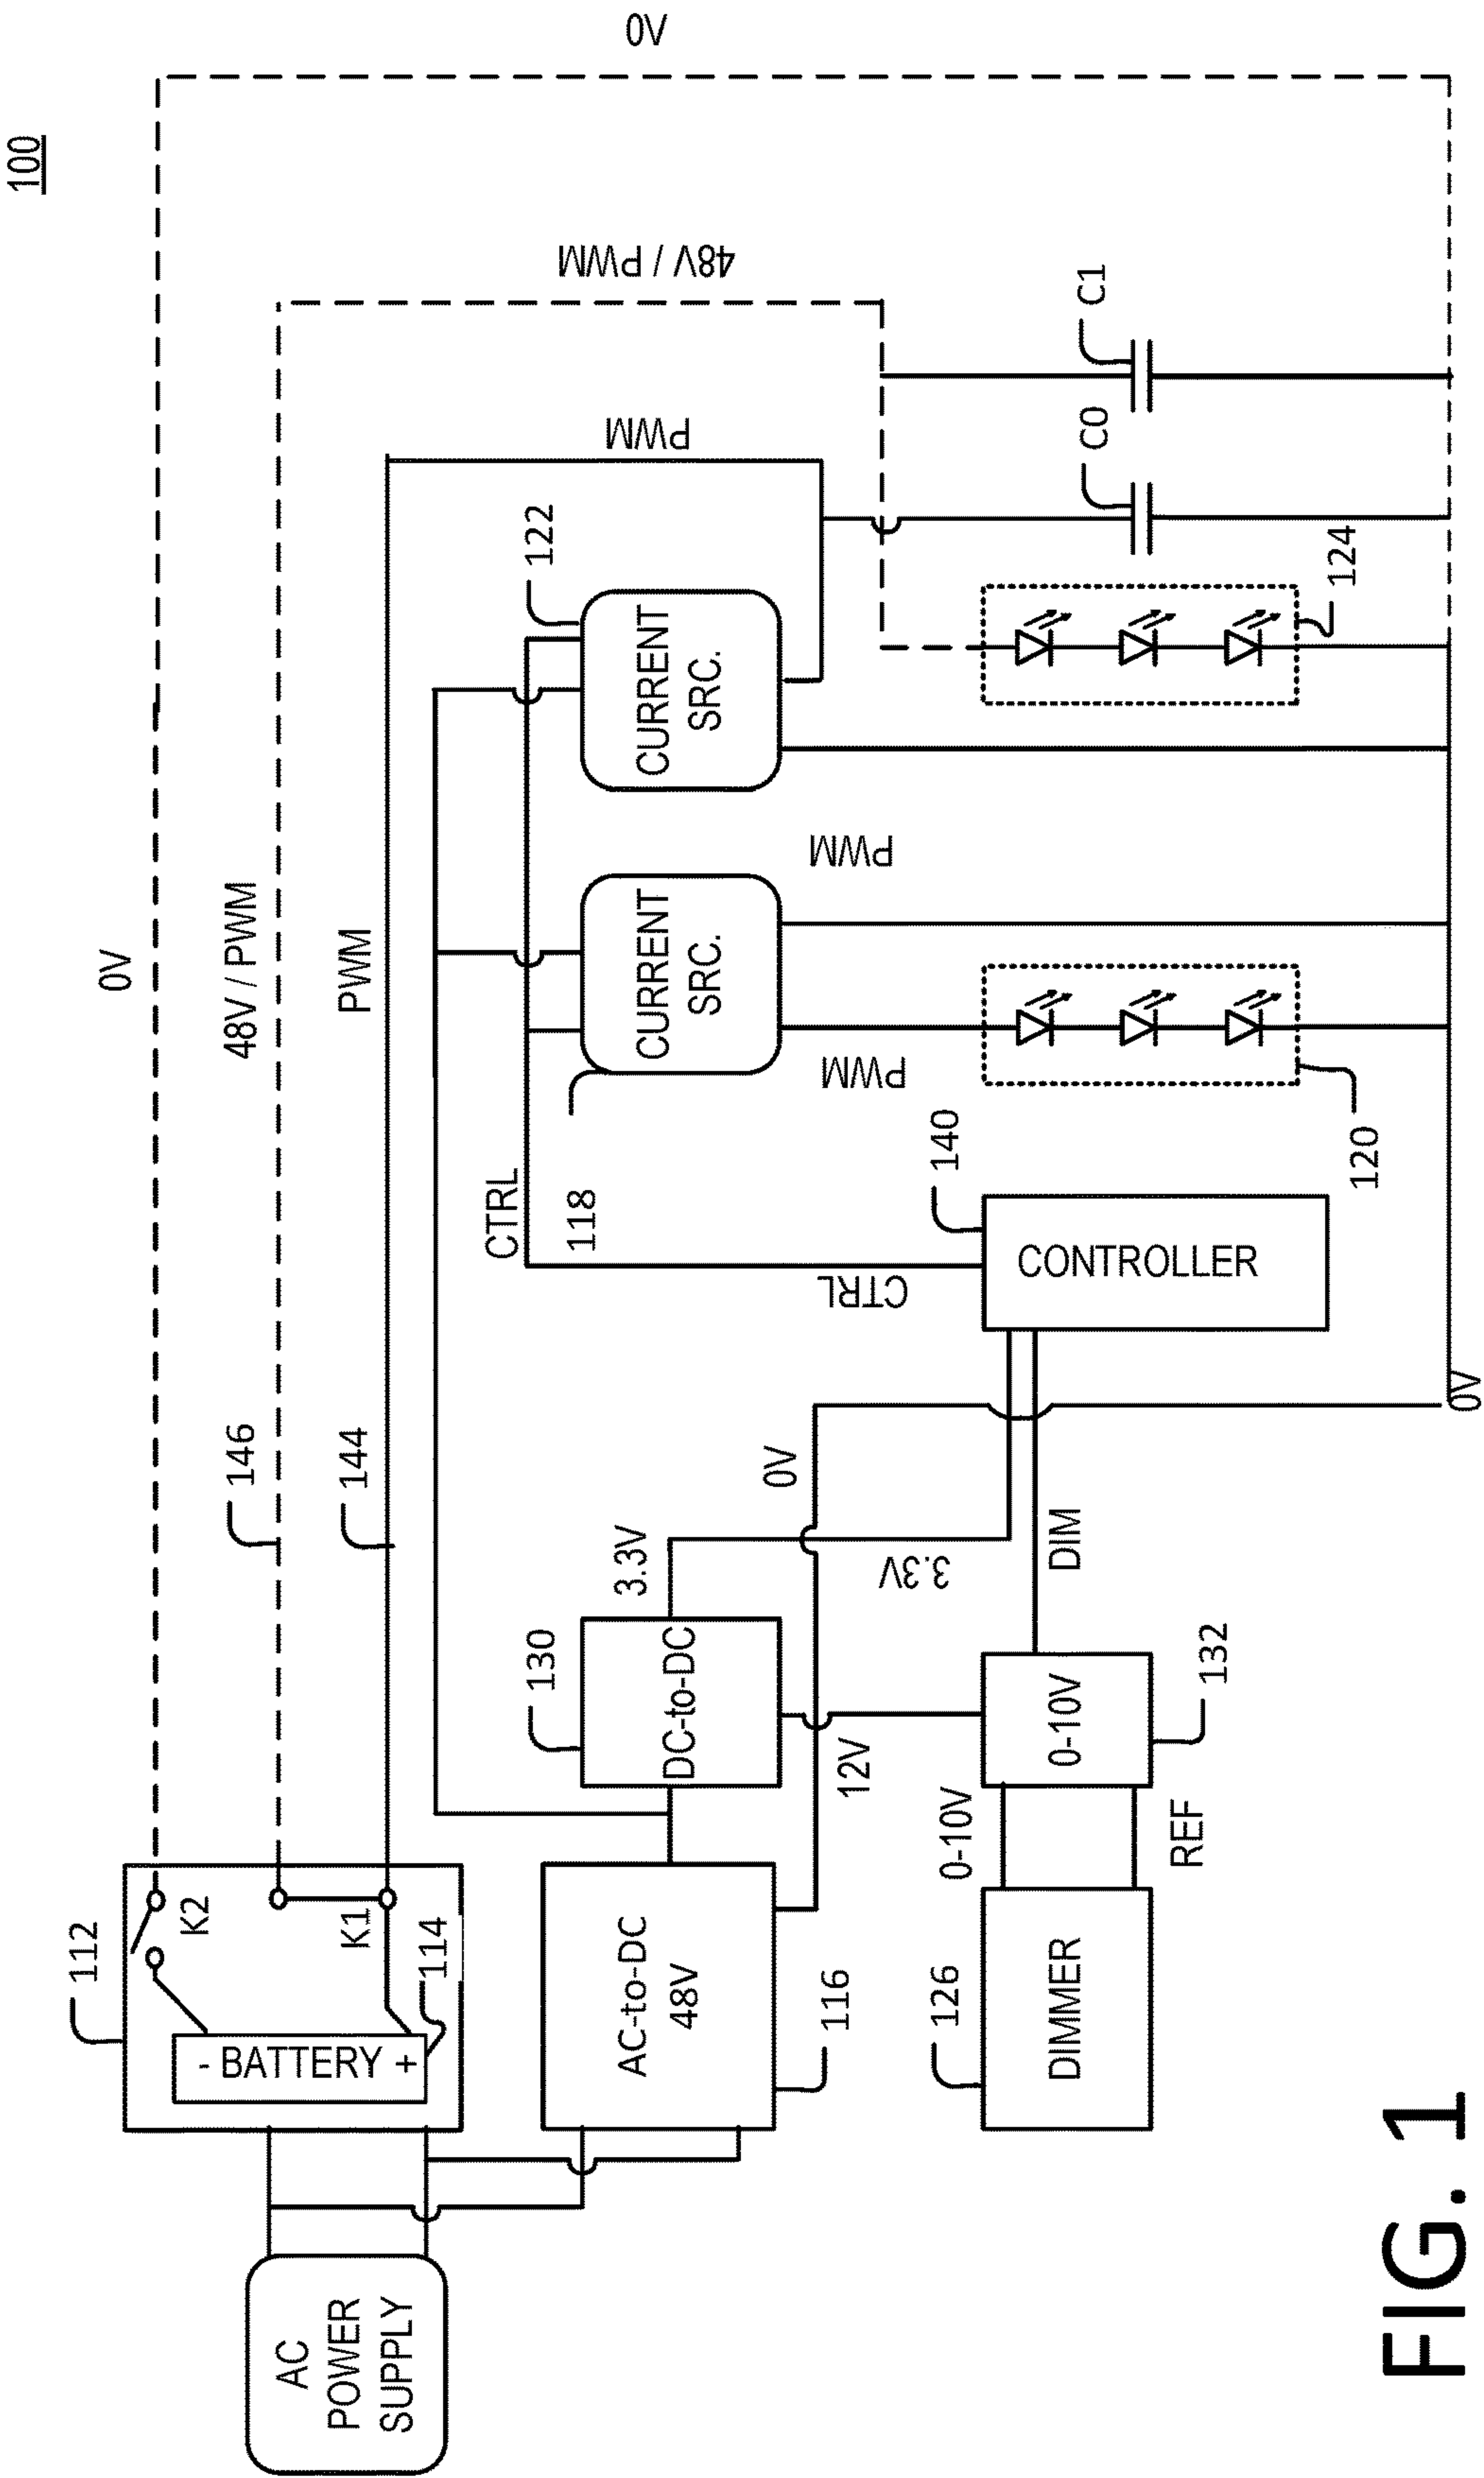 100
0V
0V
48V / PWM
48V / PWM
PWM
PWM
146
144
112
K2
K1
114
- BATTERY +
AC
POWER
SUPPLY
AC-to-DC
48V
116
130
DC-to-DC
3.3V
3.3V
12V
0V
0V
CTRL
CTRL
118
CURRENT
SRC.
122
CURRENT
SRC.
PWM
PWM
126
DIMMER
0-10V
REF
0-10V
132
DIM
140
CONTROLLER
120
124
C0
C1
FIG. 1